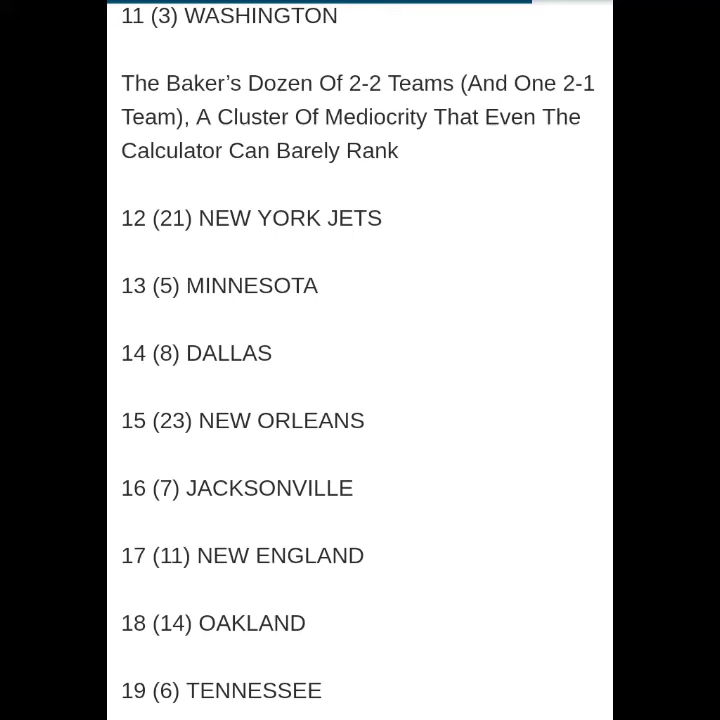 11 (3) WASHINGTON
The Baker’s Dozen Of 2-2 Teams (And One 2-1
Team), A Cluster Of Mediocrity That Even The
Calculator Can Barely Rank
12 (21) NEW YORK JETS
13 (5) MINNESOTA
14 (8) DALLAS
15 (23) NEW ORLEANS
16 (7) JACKSONVILLE
17 (11) NEW ENGLAND
18 (14) OAKLAND
19 (6) TENNESSEE